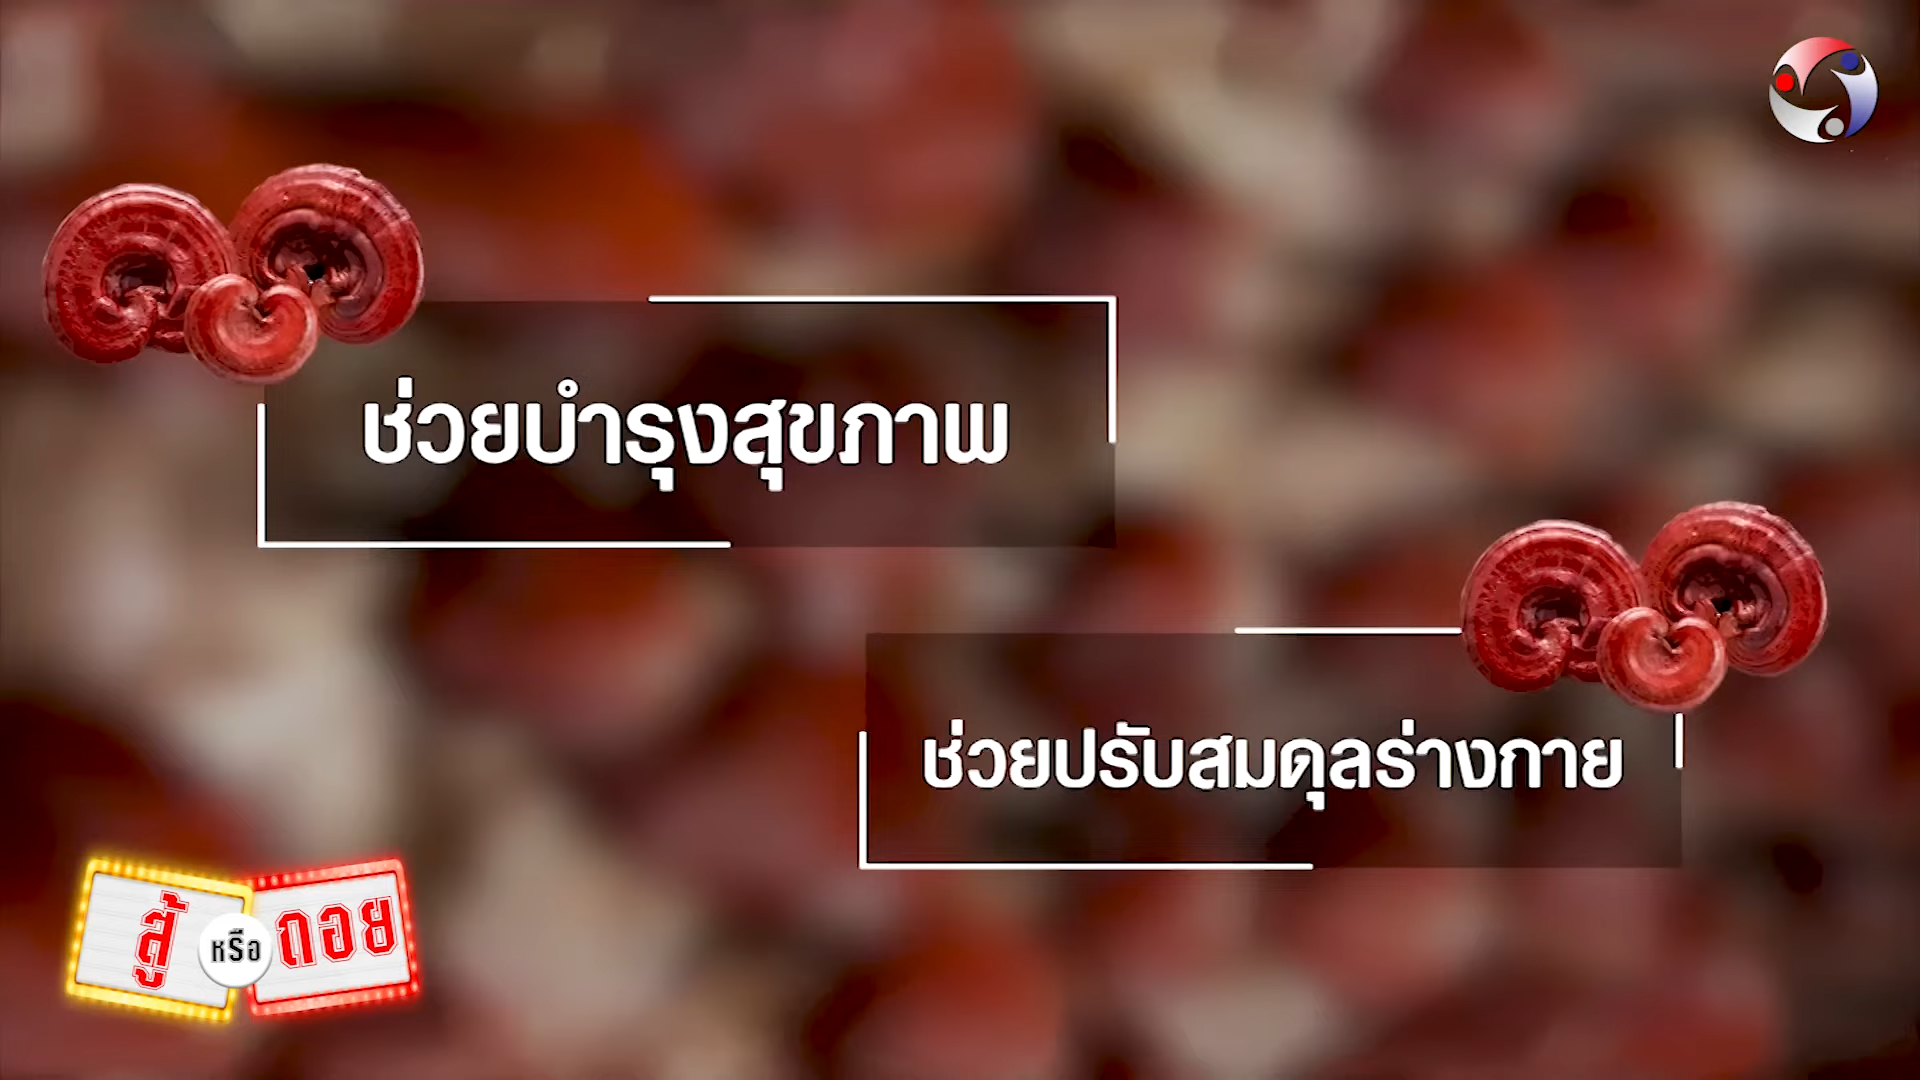 ช่วยบำรุงสุขภาพ
ช่วยปรับสมดุลร่างกาย
สู้
หรือ
ถอย